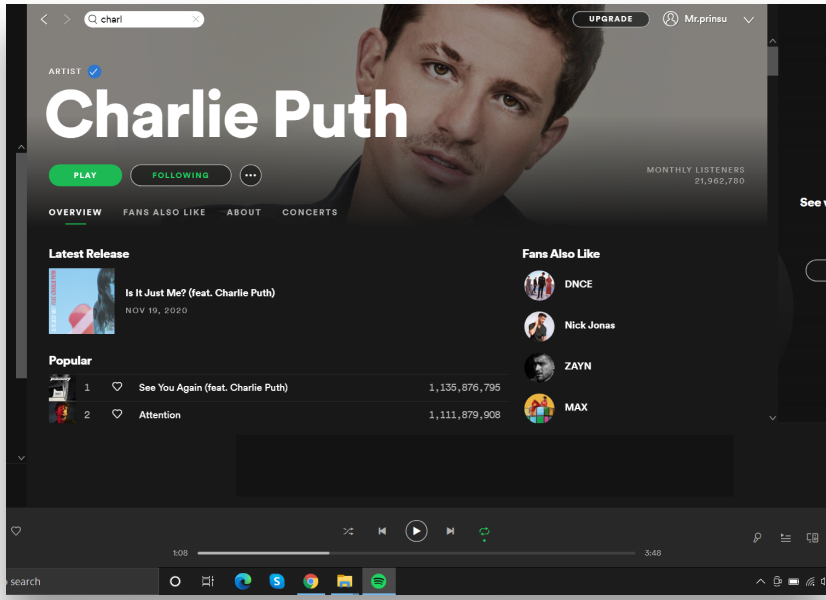 charl
UPGRADE
Mr.prinsu
ARTIST
Charlie Puth
PLAY
FOLLOWING
MONTHLY LISTENERS
21,962,780
OVERVIEW
FANS ALSO LIKE
ABOUT
CONCERTS
See
Latest Release
Is It Just Me? (feat. Charlie Puth)
NOV 19, 2020
Fans Also Like
DNCE
Nick Jonas
ZAYN
MAX
Popular
1 See You Again (feat. Charlie Puth) 1,135,876,795
2 Attention 1,111,879,908
1:08
3:48
search